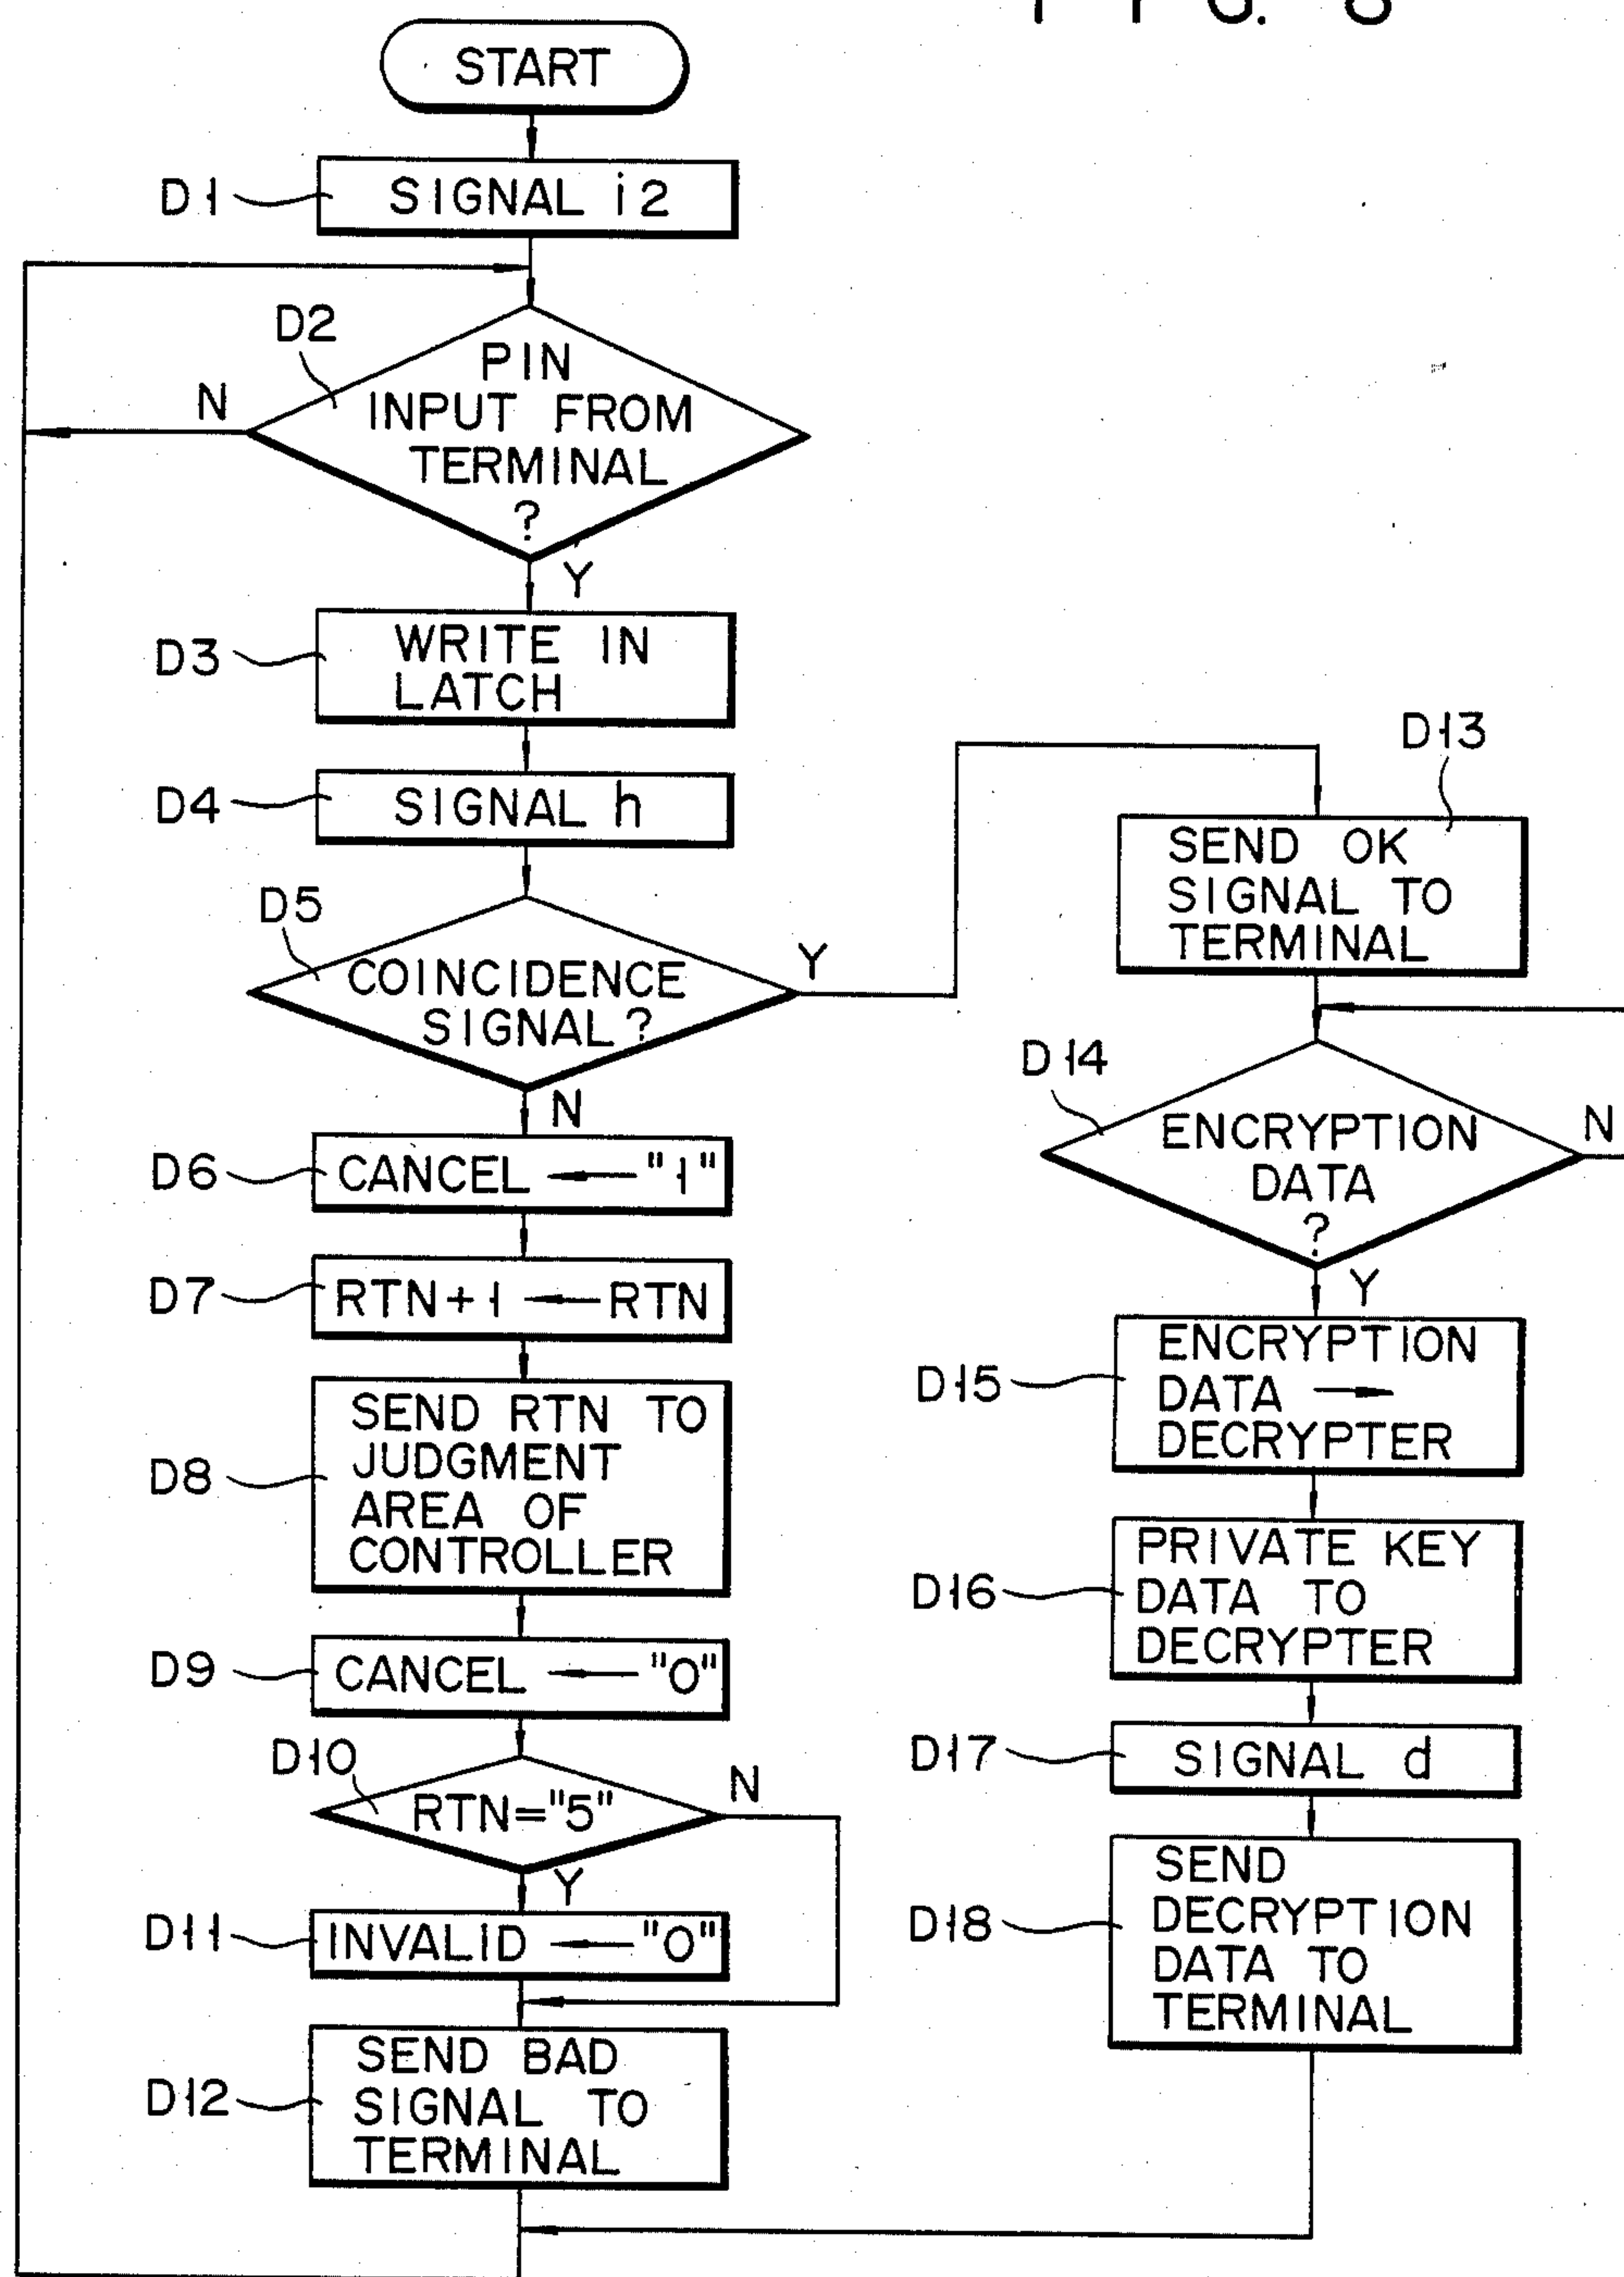 FIG. 8
START
D1
SIGNAL i2
D2
PIN
INPUT FROM
TERMINAL
?
N
Y
D3
WRITE IN
LATCH
D4
SIGNAL h
D5
COINCIDENCE
SIGNAL?
Y
N
D6
CANCEL ← "1"
D7
RTN+1 ← RTN
D8
SEND RTN TO
JUDGMENT
AREA OF
CONTROLLER
D9
CANCEL ← "0"
D10
RTN="5"
N
Y
D11
INVALID ← "0"
D12
SEND BAD
SIGNAL TO
TERMINAL
D13
SEND OK
SIGNAL TO
TERMINAL
D14
ENCRYPTION
DATA
?
N
Y
D15
ENCRYPTION
DATA →
DECRYPTER
D16
PRIVATE KEY
DATA TO
DECRYPTER
D17
SIGNAL d
D18
SEND
DECRYPTION
DATA TO
TERMINAL